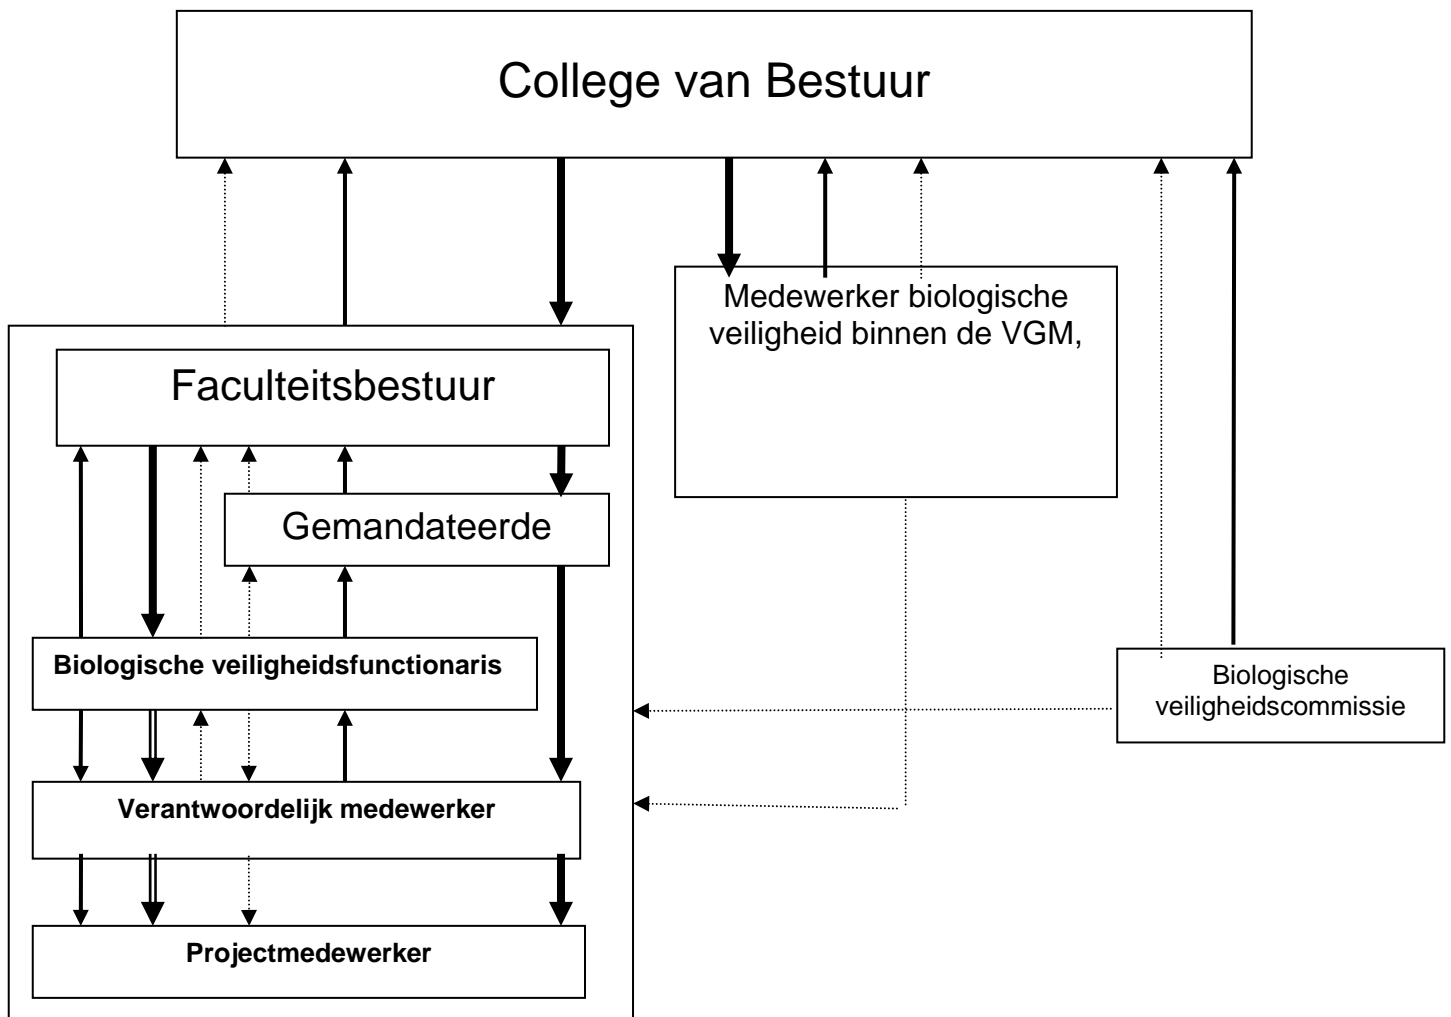 College van Bestuur
Medewerker biologische
veiligheid binnen de VGM,
Faculteitsbestuur
Gemandateerde
Biologische veiligheidsfunctionaris
Biologische
veiligheidscommissie
Verantwoordelijk medewerker
Projectmedewerker